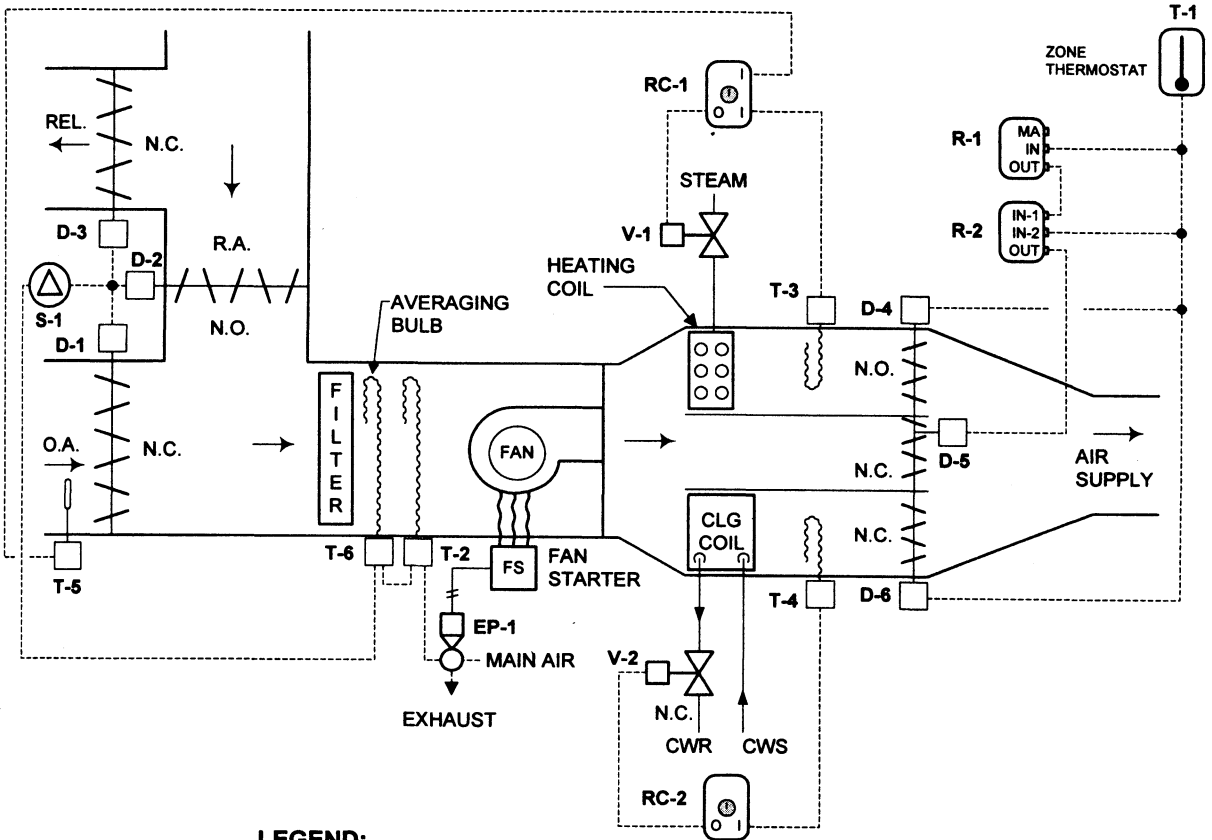 T-1
ZONE
THERMOSTAT
RC-1
I
O I
R-1
MA
IN
OUT
R-2
IN-1
IN-2
OUT
REL.
N.C.
STEAM
V-1
D-3
D-2
R.A.
S-1
N.O.
D-1
HEATING
COIL
AVERAGING
BULB
T-3
D-4
N.O.
FILTER
O.A.
N.C.
FAN
N.C.
D-5
AIR
SUPPLY
CLG
COIL
N.C.
T-5
T-6
T-2
FS
FAN
STARTER
T-4
D-6
EP-1
MAIN AIR
V-2
EXHAUST
N.C.
CWR
CWS
RC-2
O I
LEGEND: